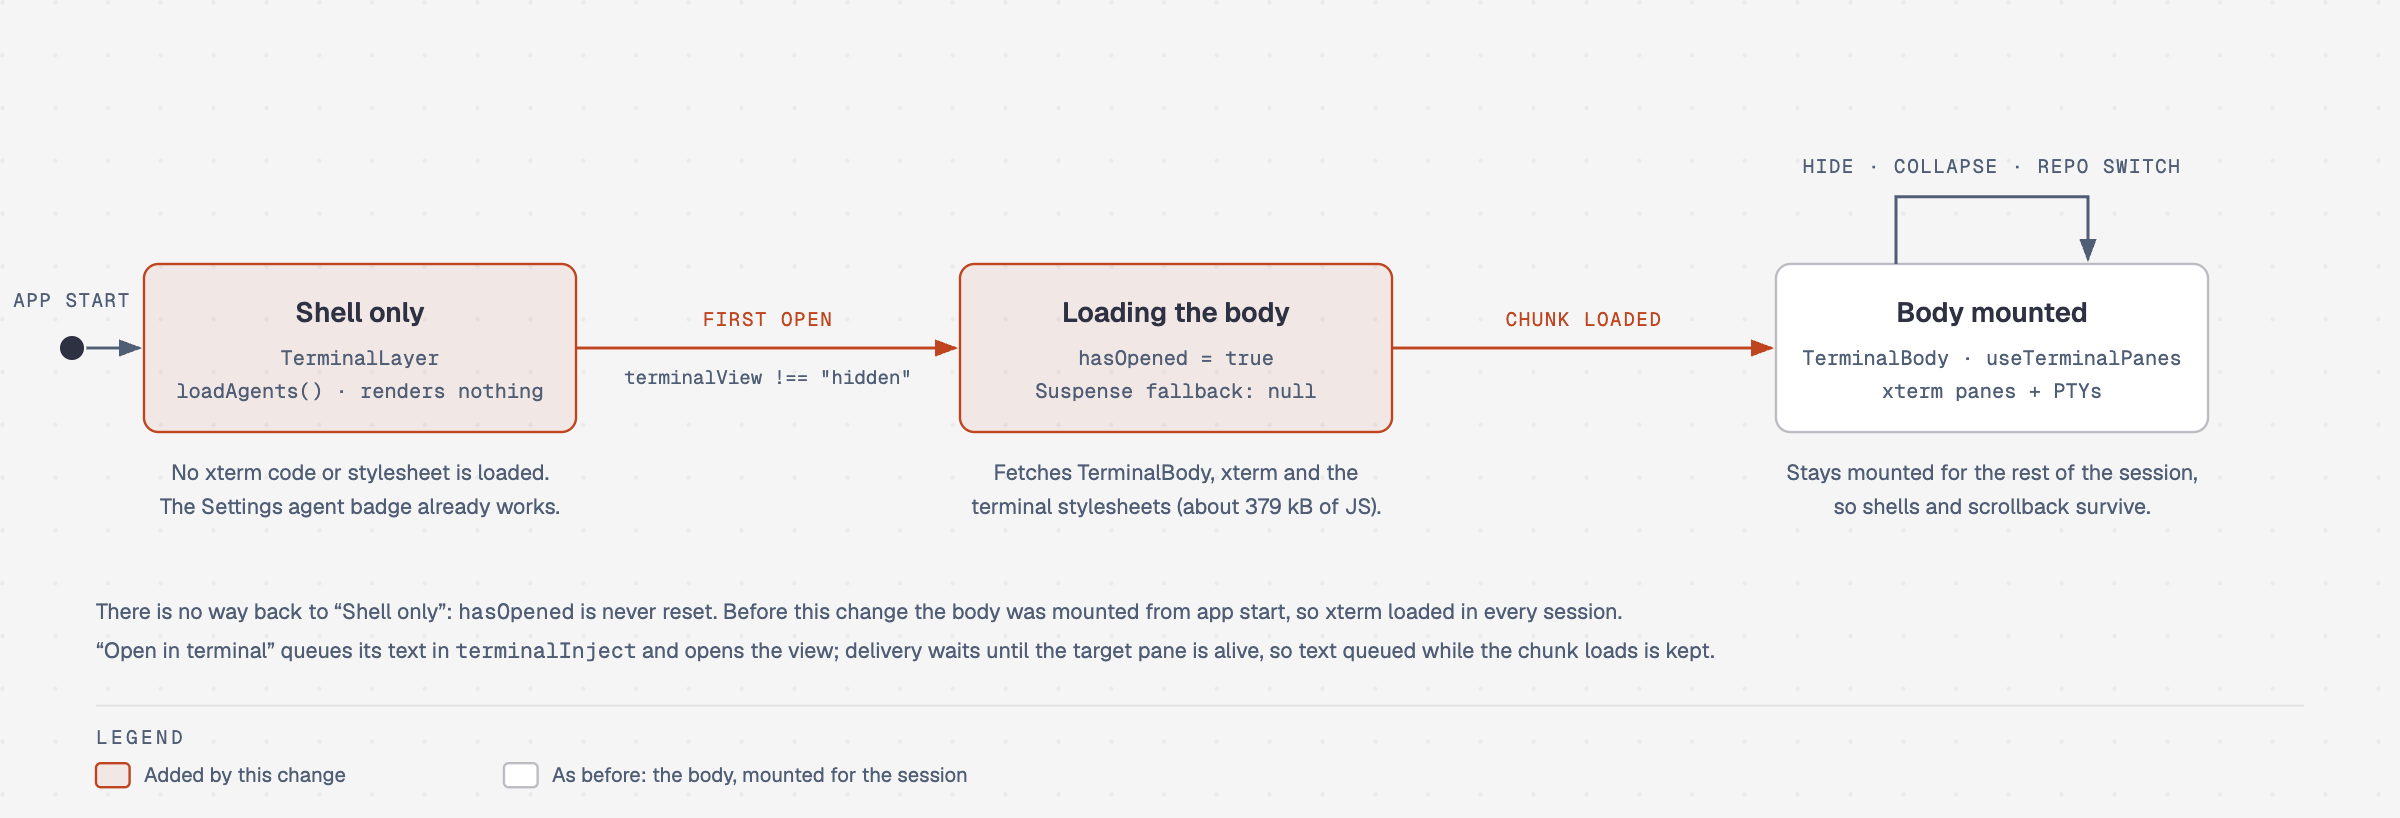 HIDE · COLLAPSE · REPO SWITCH
APP START
Shell only
TerminalLayer
loadAgents() · renders nothing
FIRST OPEN
terminalView !== "hidden"
Loading the body
hasOpened = true
Suspense fallback: null
CHUNK LOADED
Body mounted
TerminalBody · useTerminalPanes
xterm panes + PTYs
No xterm code or stylesheet is loaded.
The Settings agent badge already works.
Fetches TerminalBody, xterm and the
terminal stylesheets (about 379 kB of JS).
Stays mounted for the rest of the session,
so shells and scrollback survive.
There is no way back to “Shell only”: hasOpened is never reset. Before this change the body was mounted from app start, so xterm loaded in every session.
“Open in terminal” queues its text in terminalInject and opens the view; delivery waits until the target pane is alive, so text queued while the chunk loads is kept.
LEGEND
Added by this change
As before: the body, mounted for the session